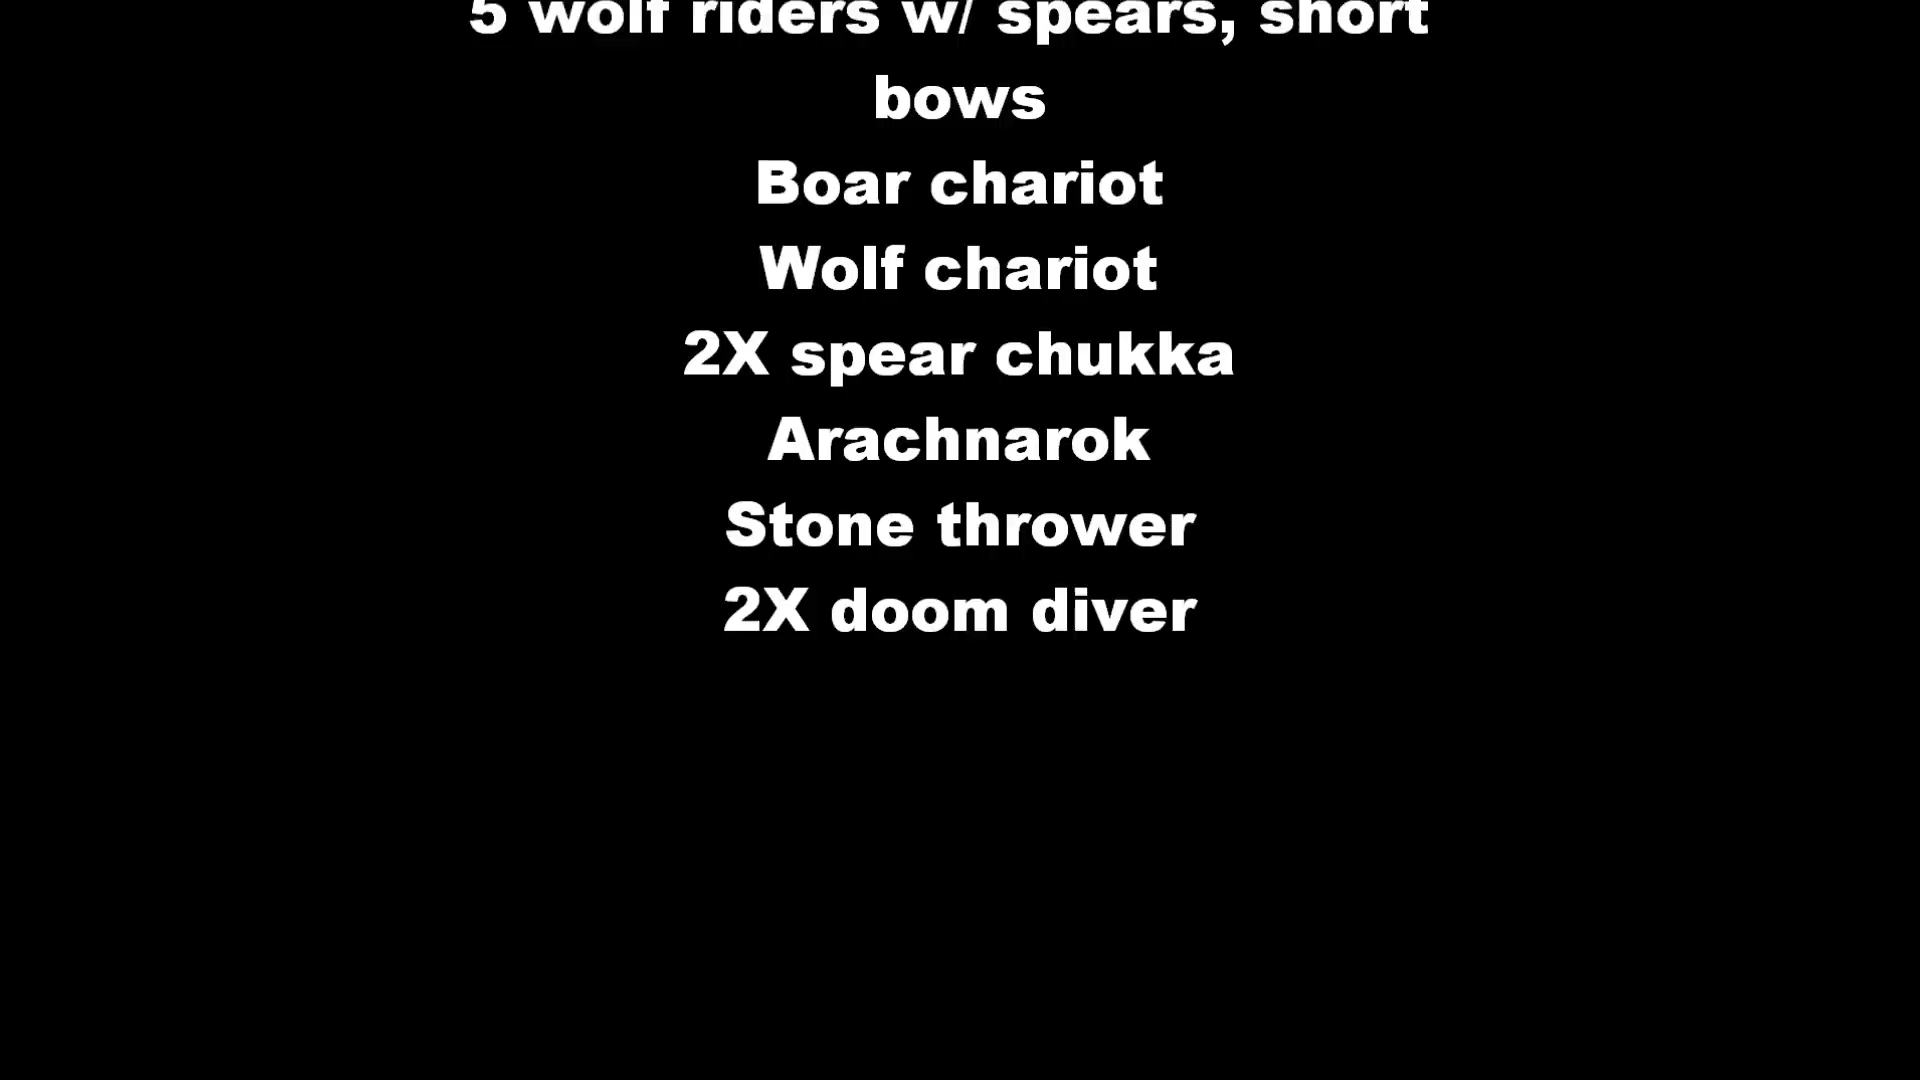 5 wolf riders w/ spears, short
bows
Boar chariot
Wolf chariot
2X spear chukka
Arachnarok
Stone thrower
2X doom diver